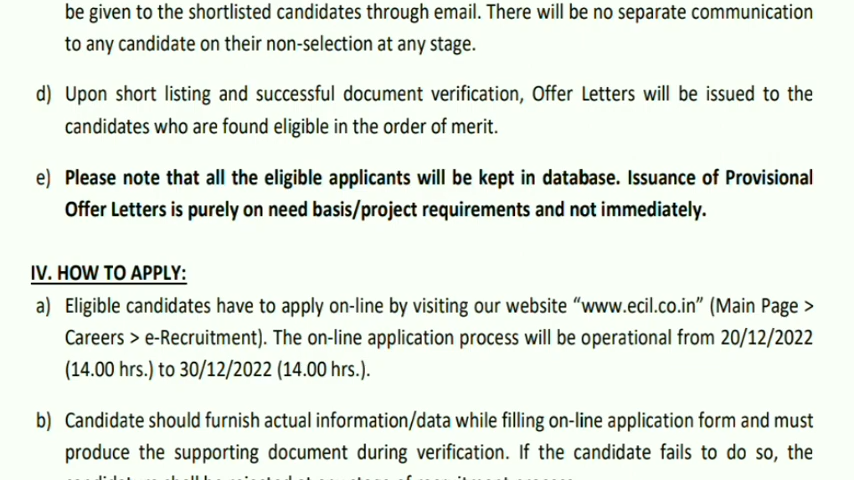 be given to the shortlisted candidates through email. There will be no separate communication
to any candidate on their non-selection at any stage.
d) Upon short listing and successful document verification, Offer Letters will be issued to the
candidates who are found eligible in the order of merit.
e) Please note that all the eligible applicants will be kept in database. Issuance of Provisional
Offer Letters is purely on need basis/project requirements and not immediately.
IV. HOW TO APPLY:
a) Eligible candidates have to apply on-line by visiting our website “www.ecil.co.in” (Main Page >
Careers > e-Recruitment). The on-line application process will be operational from 20/12/2022
(14.00 hrs.) to 30/12/2022 (14.00 hrs.).
b) Candidate should furnish actual information/data while filling on-line application form and must
produce the supporting document during verification. If the candidate fails to do so, the